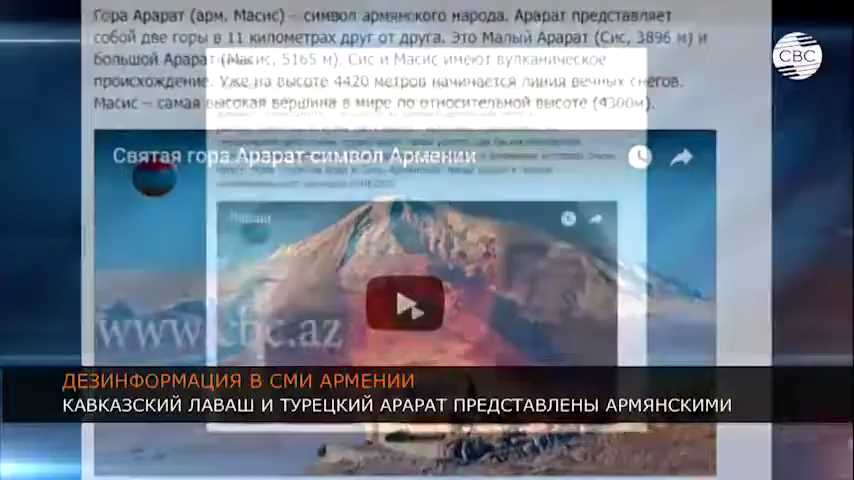 Гора Арарат (арм. Масис) – символ армянского народа. Арарат представляет
собой две горы в 11 километрах друг от друга. Это Малый Арарат (Сис, 3896 м) и
большой Арарат (Масис, 5165 м). Сис и Масис имеют вулканическое
происхождение. Уже на высоте 4420 метров начинается линия вечных снегов.
Масис – самая высокая вершина в мире по относительной высоте (4300м).
CBC
Святая гора Арарат-символ Армении
Лаваш
www.cbc.az
ДЕЗИНФОРМАЦИЯ В СМИ АРМЕНИИ
КАВКАЗСКИЙ ЛАВАШ И ТУРЕЦКИЙ АРАРАТ ПРЕДСТАВЛЕНЫ АРМЯНСКИМИ